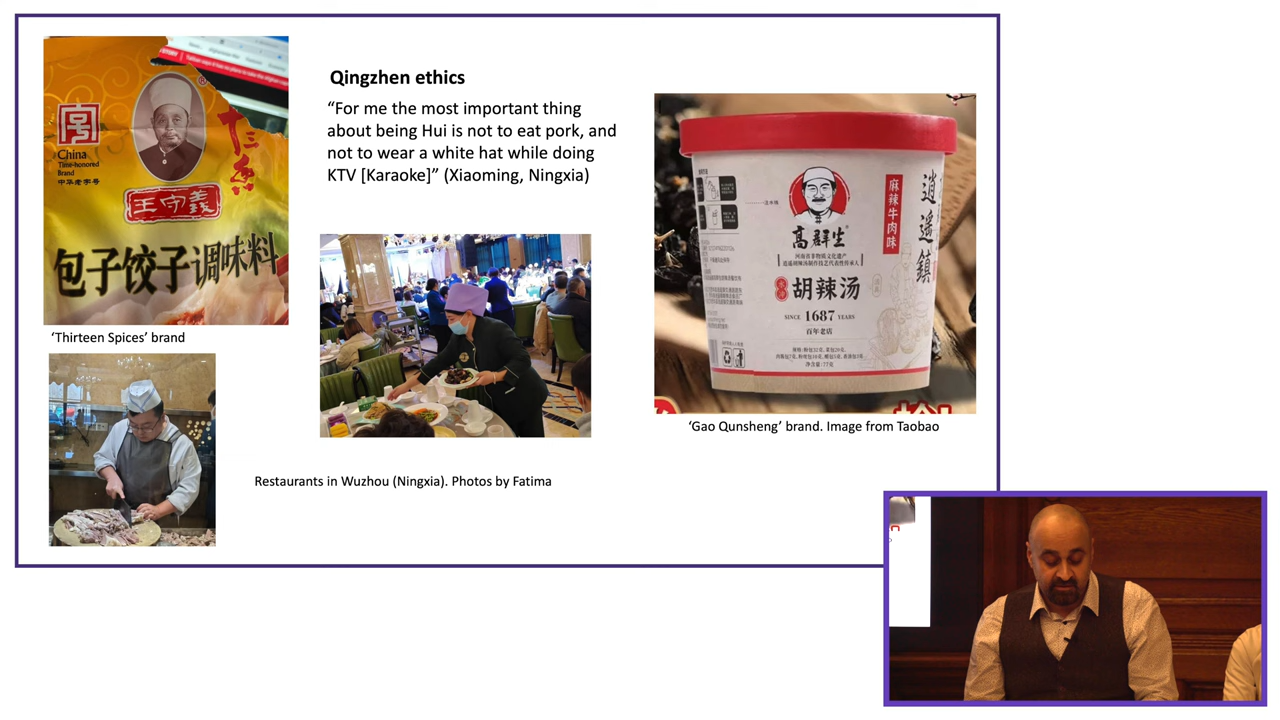 Qingzhen ethics
“For me the most important thing
about being Hui is not to eat pork, and
not to wear a white hat while doing
KTV [Karaoke]” (Xiaoming, Ningxia)
China
Time-honored
Brand
中华老字号
十三香
王守義
包子饺子调味料
‘Thirteen Spices’ brand
Restaurants in Wuzhou (Ningxia). Photos by Fatima
高群生
麻辣牛肉味
逍遥鎮
胡辣汤
SINCE 1687 YEARS
百年老店
‘Gao Qunsheng’ brand. Image from Taobao